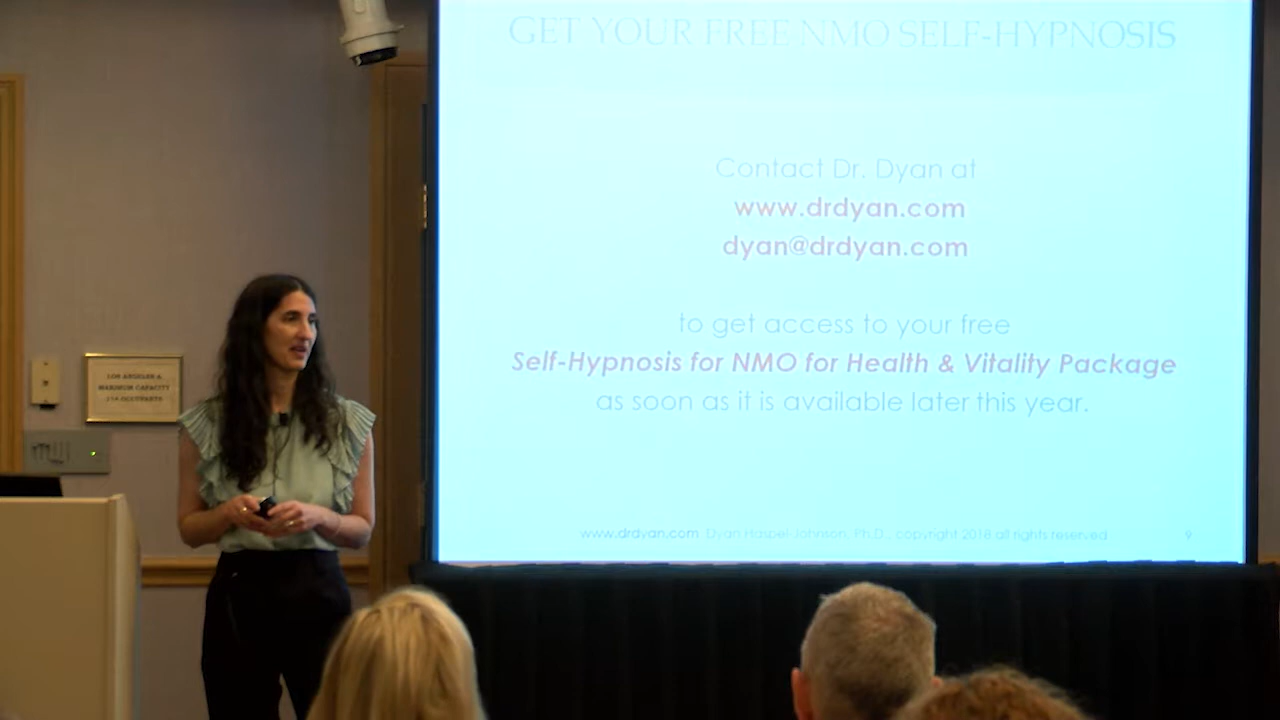 GET YOUR FREE NMO SELF-HYPNOSIS
Contact Dr. Dyan at
www.drdyan.com
dyan@drdyan.com
to get access to your free
Self-Hypnosis for NMO for Health & Vitality Package
as soon as it is available later this year.
www.drdyan.com Dyan Haspel-Johnson, Ph.D., copyright 2018 all rights reserved
9
LOS ANGELES A
MAXIMUM CAPACITY
OCCUPANTS